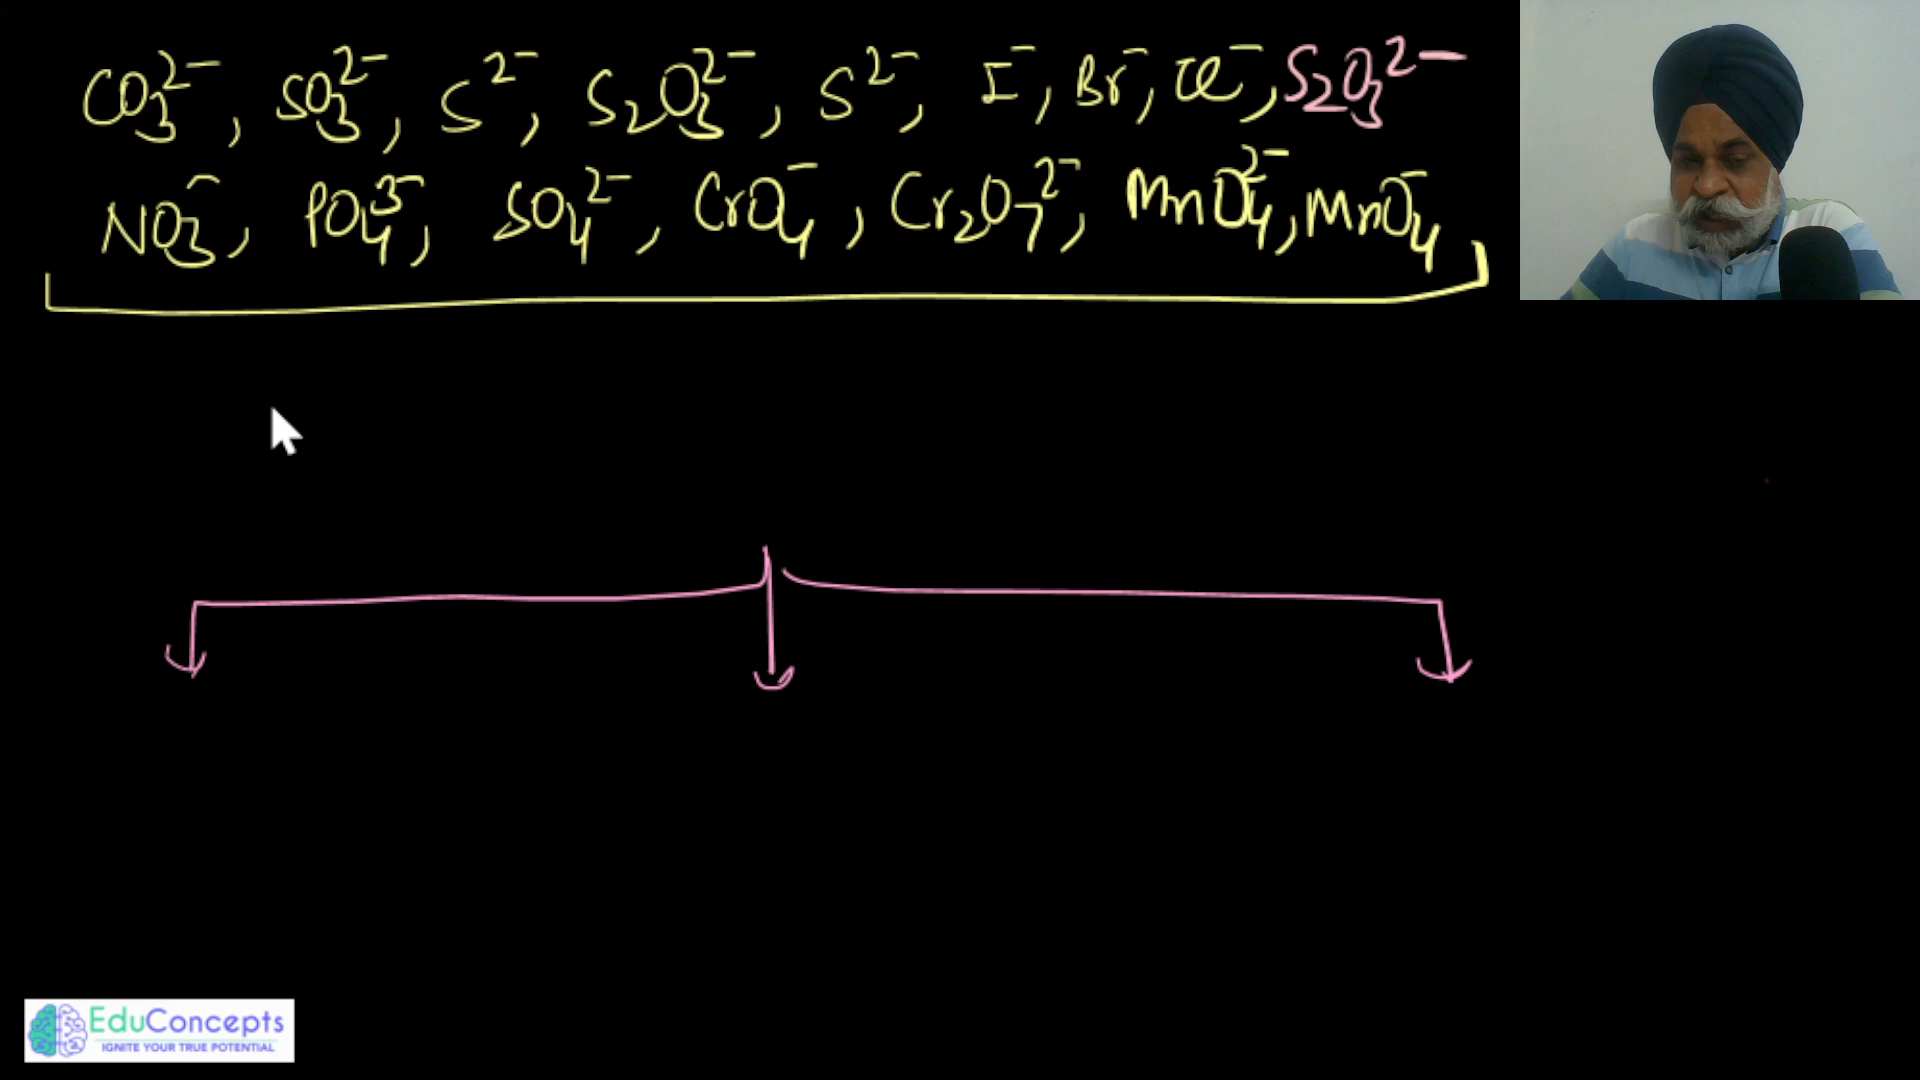 CO₃²⁻, SO₃²⁻, S²⁻, S₂O₃²⁻, S²⁻, I⁻, Br⁻, Cl⁻, S₂O₃²⁻
NO₃⁻, PO₄³⁻, SO₄²⁻, CrO₄⁻, Cr₂O₇²⁻, MnO₄²⁻, MnO₄⁻
EduConcepts
IGNITE YOUR TRUE POTENTIAL